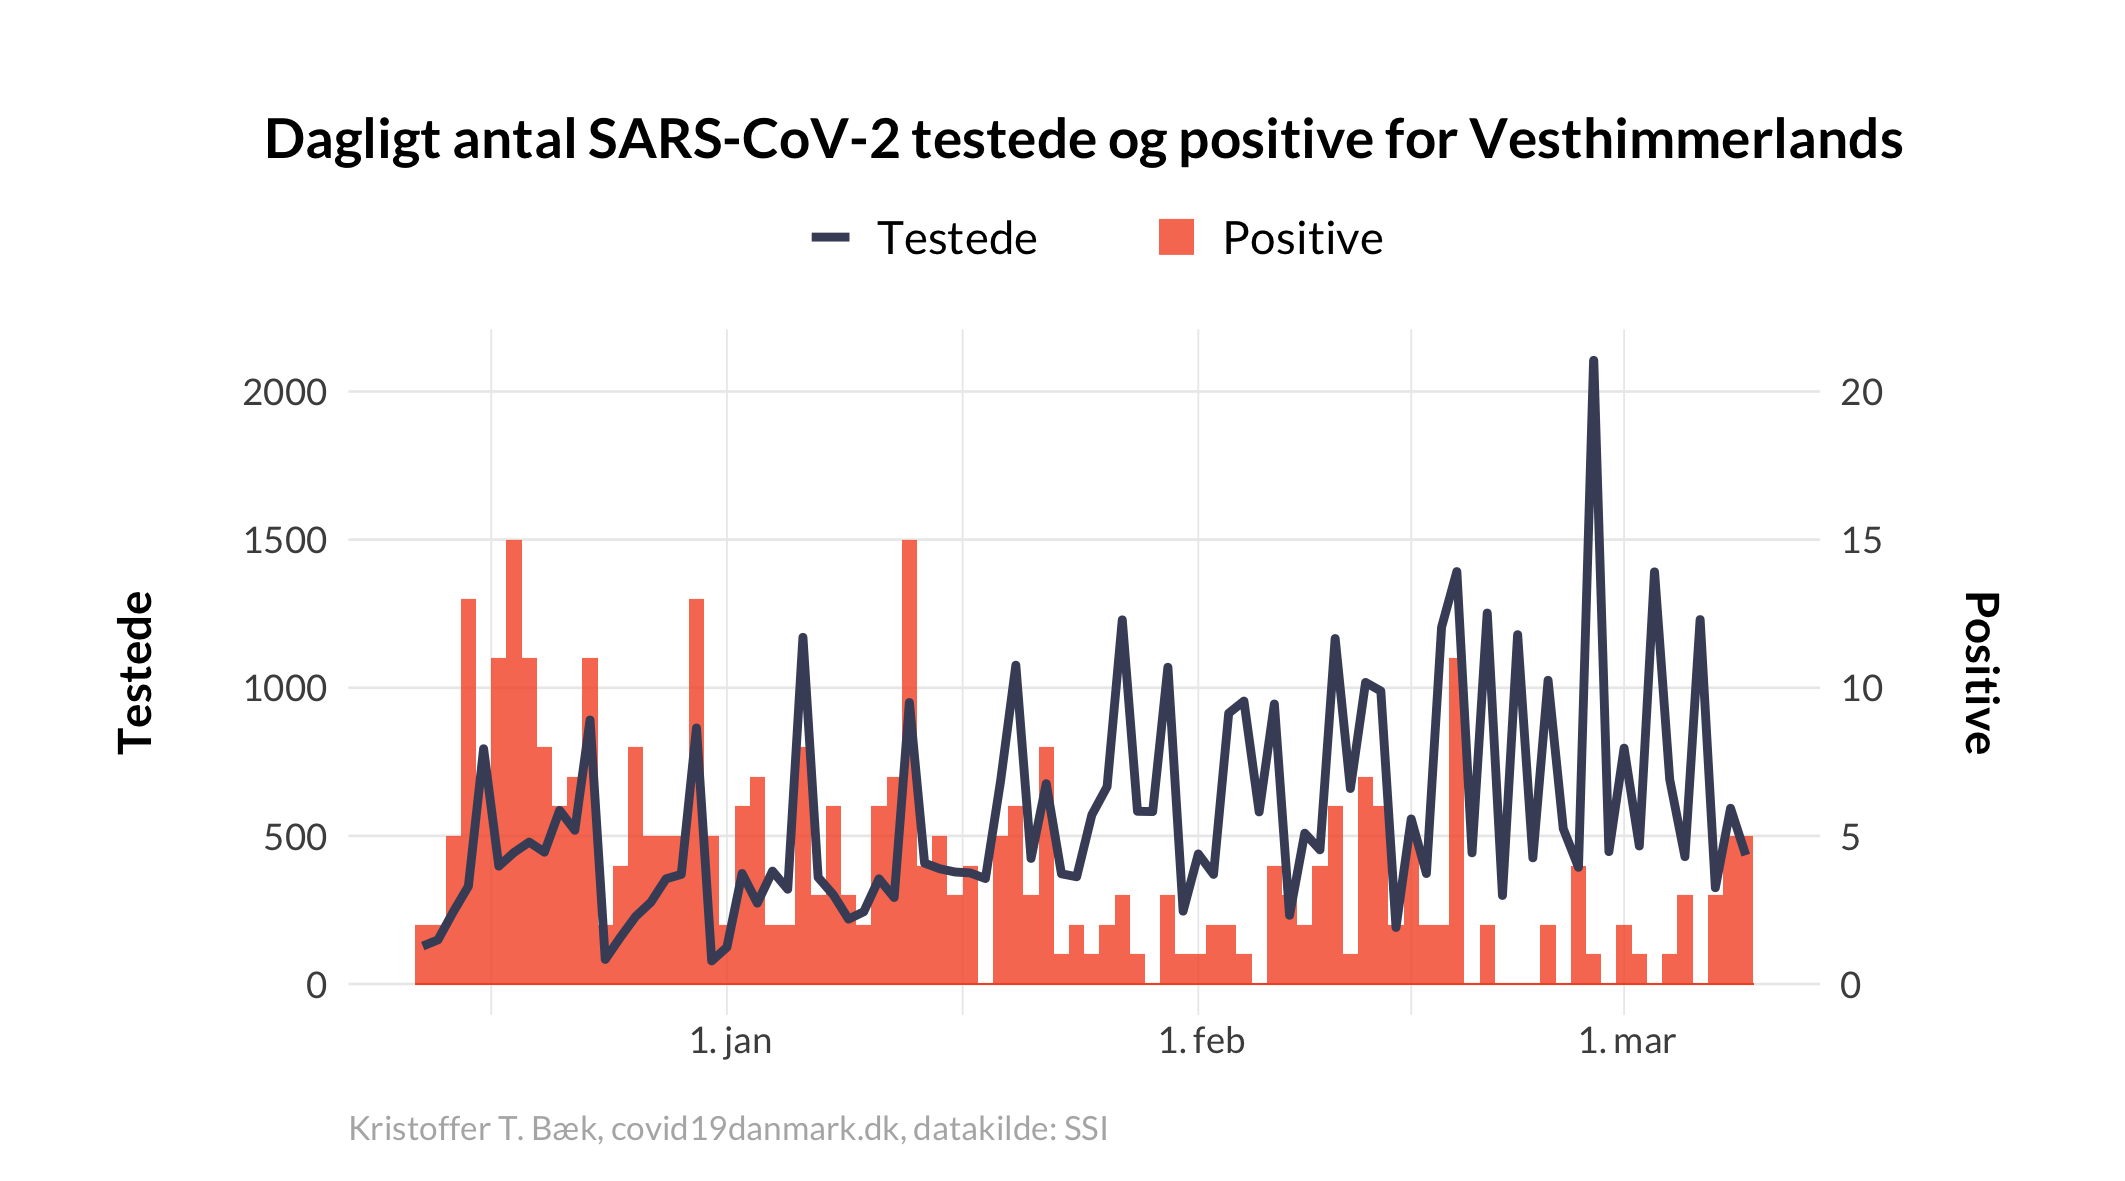 Dagligt antal SARS-CoV-2 testede og positive for Vesthimmerlands
Testede Positive
2000 20
1500 15
1000 10
500 5
0 0
Testede
Positive
1. jan 1. feb 1. mar
Kristoffer T. Bæk, covid19danmark.dk, datakilde: SSI